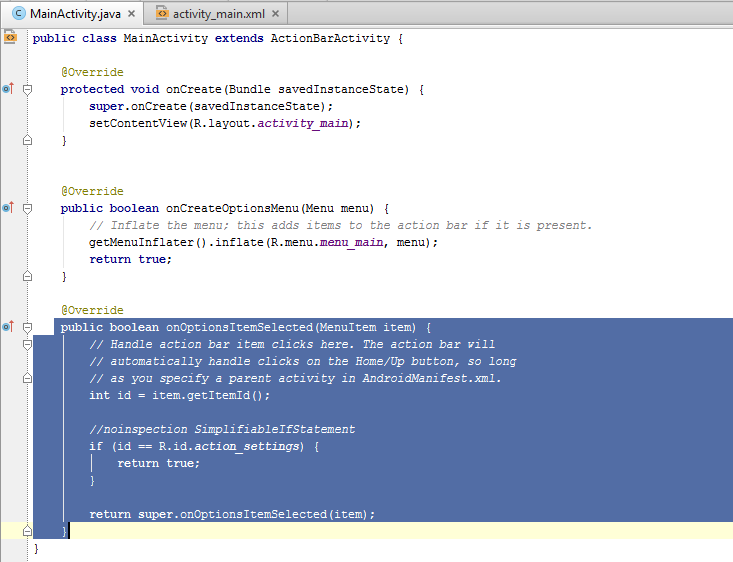 MainActivity.java × activity_main.xml ×
public class MainActivity extends ActionBarActivity {
@Override
protected void onCreate(Bundle savedInstanceState) {
super.onCreate(savedInstanceState);
setContentView(R.layout.activity_main);
}
@Override
public boolean onCreateOptionsMenu(Menu menu) {
// Inflate the menu; this adds items to the action bar if it is present.
getMenuInflater().inflate(R.menu.menu_main, menu);
return true;
}
@Override
public boolean onOptionsItemSelected(MenuItem item) {
// Handle action bar item clicks here. The action bar will
// automatically handle clicks on the Home/Up button, so long
// as you specify a parent activity in AndroidManifest.xml.
int id = item.getItemId();
//noinspection SimplifiableIfStatement
if (id == R.id.action_settings) {
return true;
}
return super.onOptionsItemSelected(item);
}
}